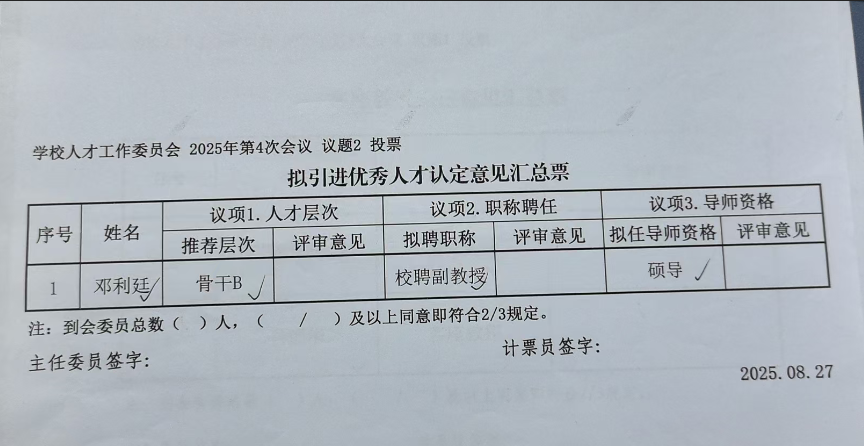 学校人才工作委员会 2025年第4次会议 议题2 投票
拟引进优秀人才认定意见汇总票
序号 姓名 议项1.人才层次 议项2.职称聘任 议项3.导师资格
推荐层次 评审意见 拟聘职称 评审意见 拟任导师资格 评审意见
1 邓利廷 骨干B 校聘副教授 硕导
注：到会委员总数（ ）人，（ / ）及以上同意即符合2/3规定。
主任委员签字: 计票员签字:
2025.08.27